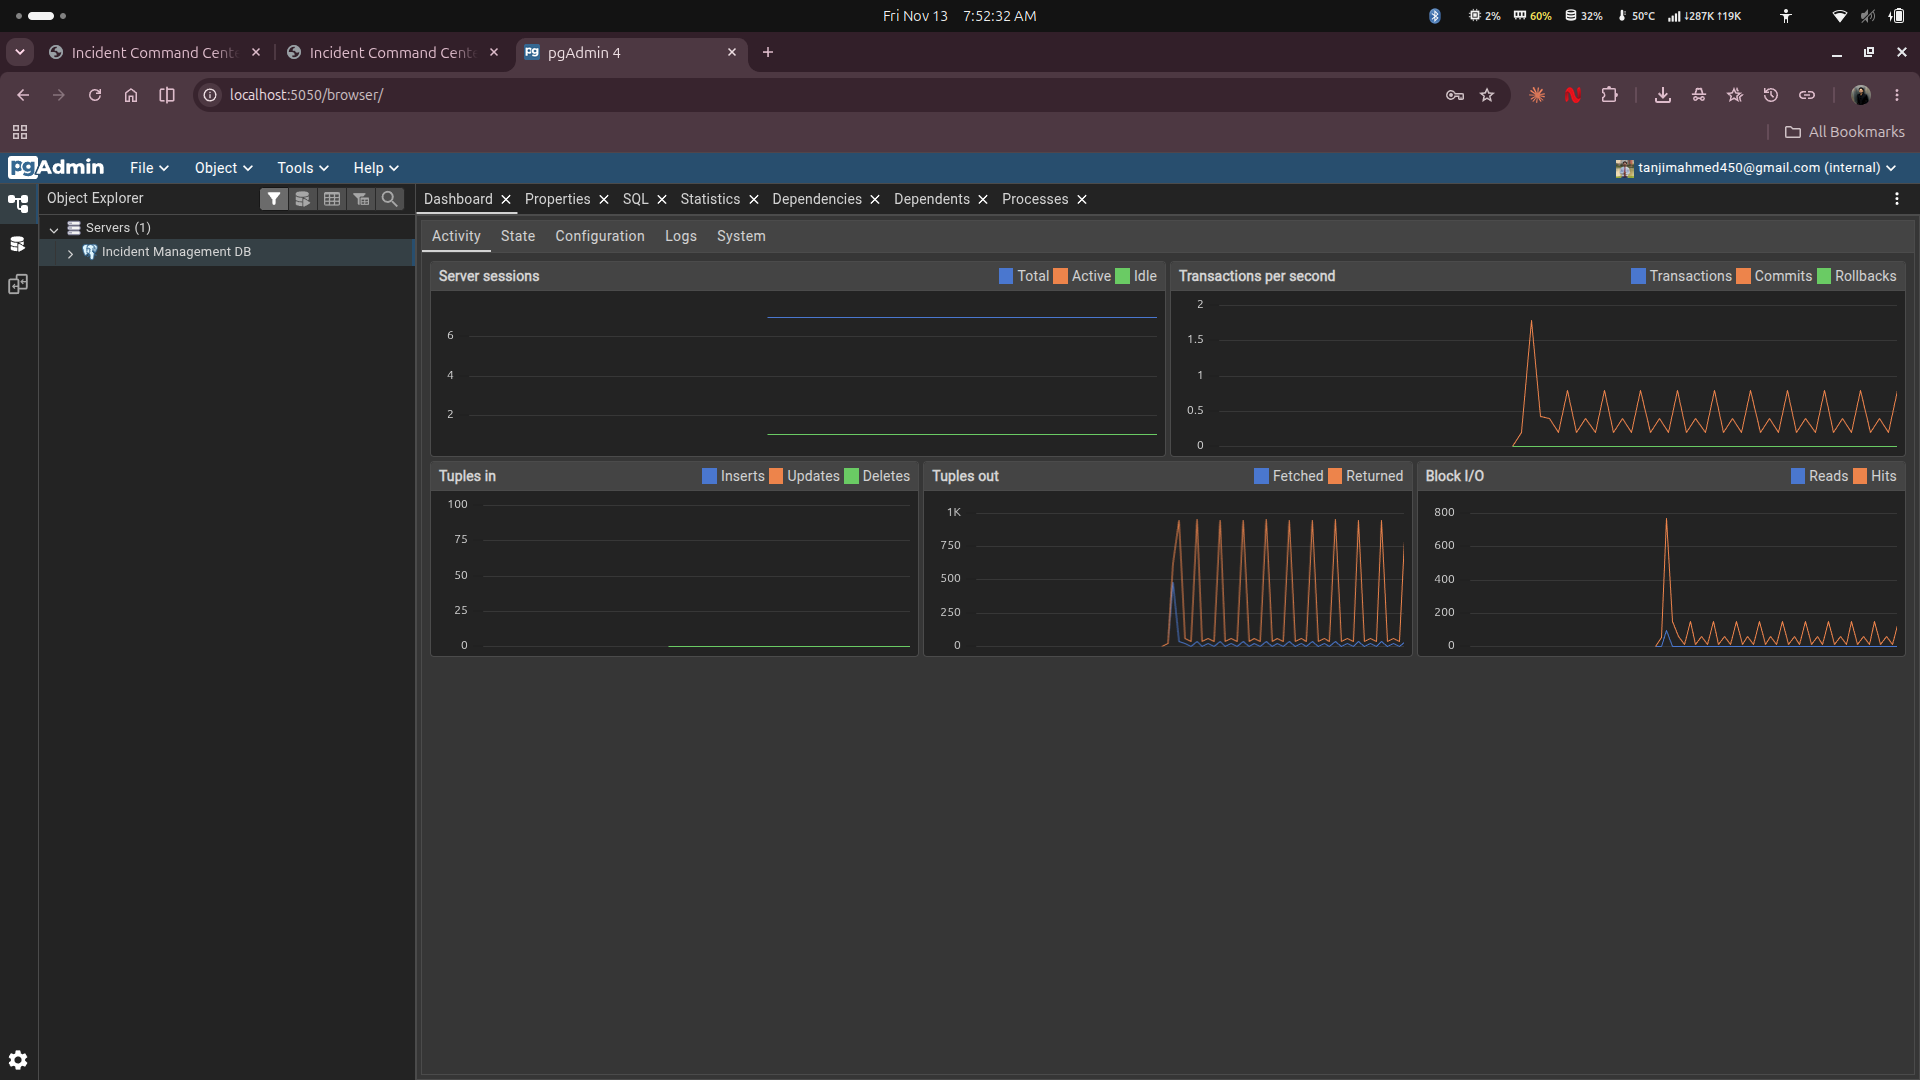 Fri Nov 13 7:52:32 AM
2% 60% 32% 50°C ↓287K ↑19K
Incident Command Cent Incident Command Cent pgAdmin 4
localhost:5050/browser/
All Bookmarks
pgAdmin File Object Tools Help tanjimahmed450@gmail.com (internal)
Object Explorer
Dashboard Properties SQL Statistics Dependencies Dependents Processes
Servers (1)
Incident Management DB
Activity State Configuration Logs System
Server sessions Total Active Idle
6
4
2
Transactions per second Transactions Commits Rollbacks
2
1.5
1
0.5
0
Tuples in Inserts Updates Deletes
100
75
50
25
0
Tuples out Fetched Returned
1K
750
500
250
0
Block I/O Reads Hits
800
600
400
200
0